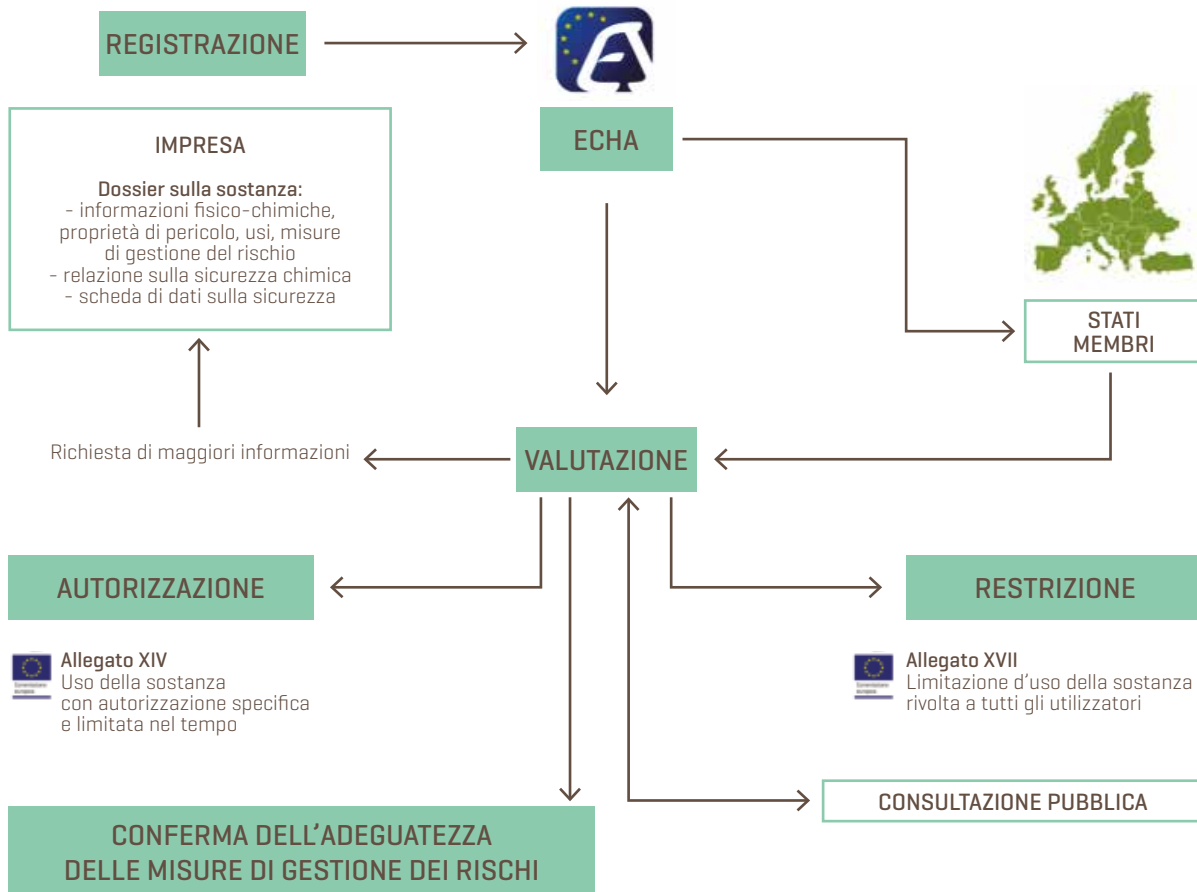 REGISTRAZIONE
ECHA
IMPRESA
Dossier sulla sostanza:
- informazioni fisico-chimiche,
proprietà di pericolo, usi, misure
di gestione del rischio
- relazione sulla sicurezza chimica
- scheda di dati sulla sicurezza
STATI
MEMBRI
Richiesta di maggiori informazioni
VALUTAZIONE
AUTORIZZAZIONE
RESTRIZIONE
Allegato XIV
Uso della sostanza
con autorizzazione specifica
e limitata nel tempo
Allegato XVII
Limitazione d'uso della sostanza
rivolta a tutti gli utilizzatori
CONSULTAZIONE PUBBLICA
CONFERMA DELL'ADEGUATEZZA
DELLE MISURE DI GESTIONE DEI RISCHI